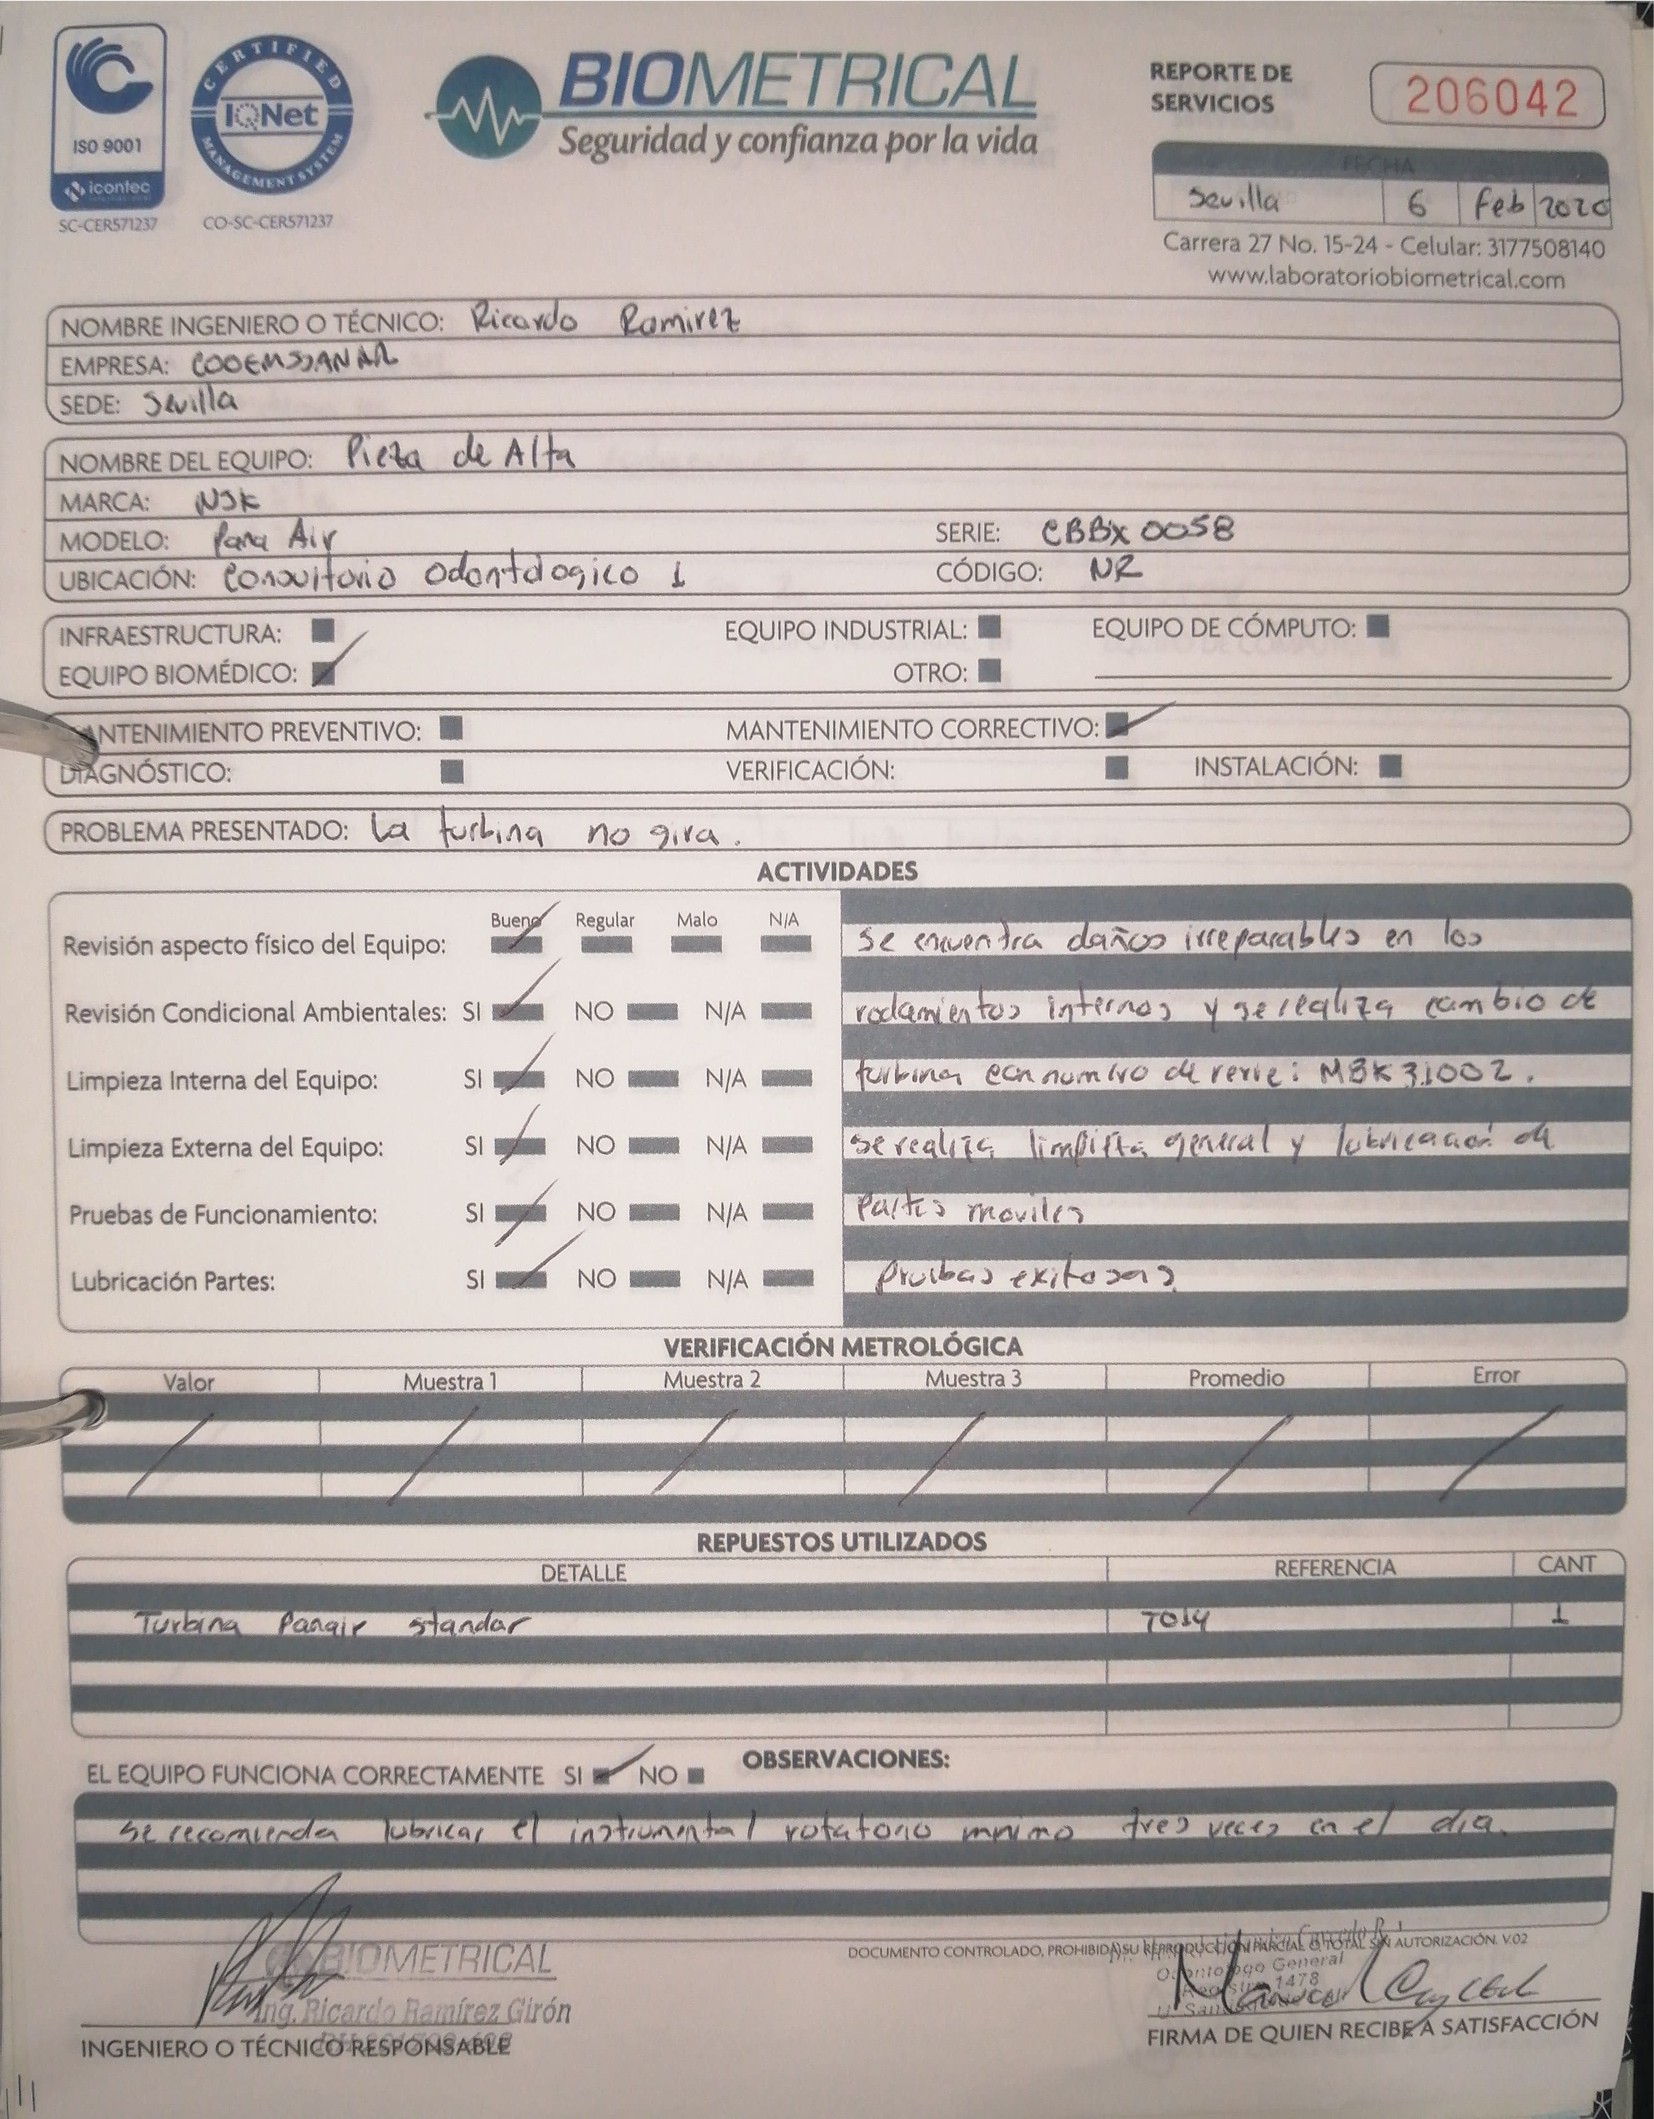 CERTIFIED
IQNet
MANAGEMENT SYSTEM
ISO 9001
icontec
SC-CER571237
CO-SC-CER571237
BIOMETRICAL
Seguridad y confianza por la vida
REPORTE DE
SERVICIOS
206042
FECHA
Sevilla 6 Feb 2020
Carrera 27 No. 15-24 - Celular: 3177508140
www.laboratoriobiometrical.com
NOMBRE INGENIERO O TÉCNICO: Ricardo Ramirez
EMPRESA: COOEMSSANAR
SEDE: Sevilla
NOMBRE DEL EQUIPO: Pieza de Alta
MARCA: NSK
MODELO: Pana Air SERIE: CBBX 0058
UBICACIÓN: Consultorio Odontologico 1 CÓDIGO: NR
INFRAESTRUCTURA: EQUIPO INDUSTRIAL: EQUIPO DE CÓMPUTO:
EQUIPO BIOMÉDICO: OTRO:
ANTENIMIENTO PREVENTIVO: MANTENIMIENTO CORRECTIVO:
DIAGNÓSTICO: VERIFICACIÓN: INSTALACIÓN:
PROBLEMA PRESENTADO: La turbina no gira.
ACTIVIDADES
Bueno Regular Malo N/A
Revisión aspecto físico del Equipo: se encuentra daños irreparables en los
Revisión Condicional Ambientales: SI NO N/A rodamientos internos y se realiza cambio de
Limpieza Interna del Equipo: SI NO N/A turbina con numero de serie: M8K31002.
Limpieza Externa del Equipo: SI NO N/A se realiza limpieza general y lubricacion de
Pruebas de Funcionamiento: SI NO N/A Partes moviles
Lubricación Partes: SI NO N/A Pruebas exitosas
VERIFICACIÓN METROLÓGICA
Valor Muestra 1 Muestra 2 Muestra 3 Promedio Error
REPUESTOS UTILIZADOS
DETALLE REFERENCIA CANT
Turbina Panair standar TO14 1
EL EQUIPO FUNCIONA CORRECTAMENTE SI NO OBSERVACIONES:
se recomienda lubricar el instrumental rotatorio minimo tres veces en el dia.
DOCUMENTO CONTROLADO, PROHIBIDA SU REPRODUCCIÓN PARCIAL O TOTAL SIN AUTORIZACIÓN. V.02
BIOMETRICAL
Odontologo General
1478
Ing. Ricardo Ramírez Girón
INGENIERO O TÉCNICO RESPONSABLE
FIRMA DE QUIEN RECIBE A SATISFACCIÓN